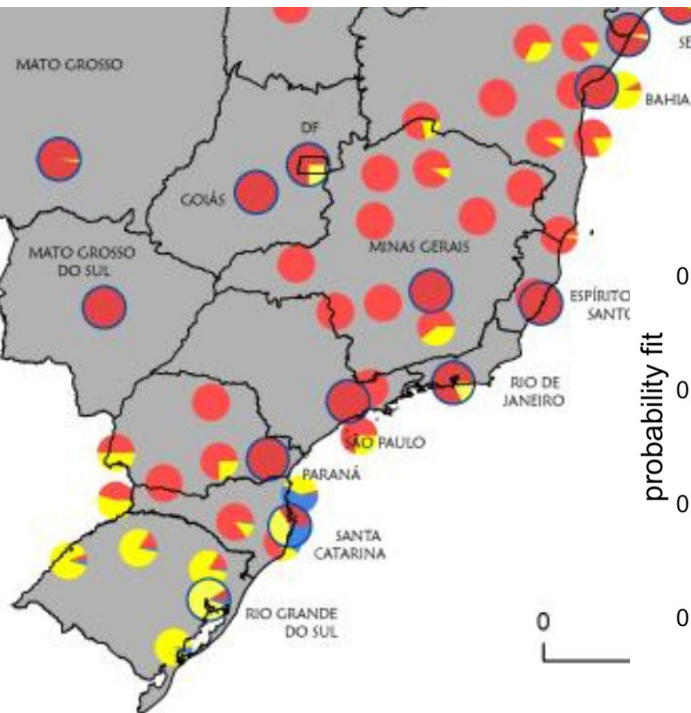 MATO GROSSO
SE
BAHIA
DF
GOIÁS
MINAS GERAIS
MATO GROSSO
DO SUL
0
ESPÍRITO
SANTO
probability fit
0
RIO DE
JANEIRO
SÃO PAULO
PARANÁ
0
SANTA
CATARINA
RIO GRANDE
DO SUL
0
0